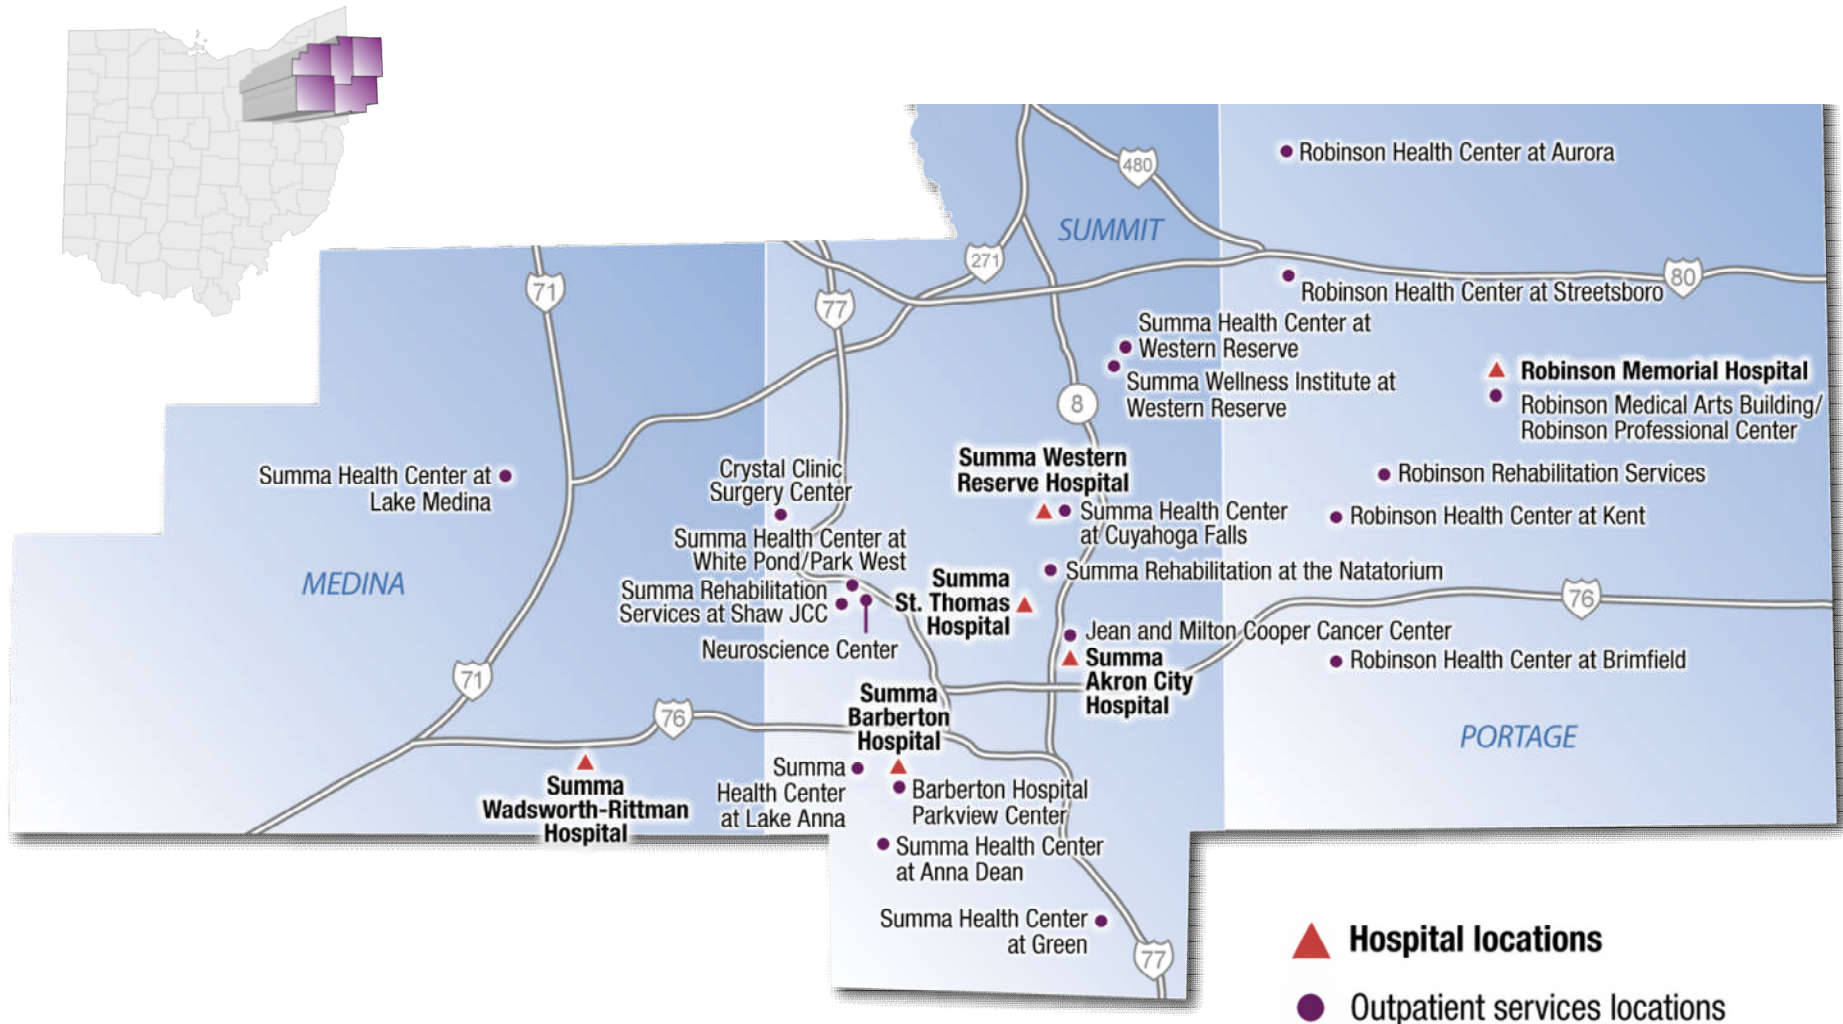 Robinson Health Center at Aurora
480
SUMMIT
271
71
77
80
Robinson Health Center at Streetsboro
Summa Health Center at
Western Reserve
Summa Wellness Institute at
Western Reserve
8
Robinson Memorial Hospital
Robinson Medical Arts Building/
Robinson Professional Center
Summa Western
Reserve Hospital
Crystal Clinic
Surgery Center
Summa Health Center at
Lake Medina
Robinson Rehabilitation Services
Summa Health Center
at Cuyahoga Falls
Robinson Health Center at Kent
Summa Health Center at
White Pond/Park West
MEDINA
Summa Rehabilitation
Services at Shaw JCC
Summa
St. Thomas
Hospital
Summa Rehabilitation at the Natatorium
76
Neuroscience Center
Jean and Milton Cooper Cancer Center
Summa
Akron City
Hospital
Robinson Health Center at Brimfield
71
76
Summa
Barberton
Hospital
PORTAGE
Summa
Wadsworth-Rittman
Hospital
Summa
Health Center
at Lake Anna
Barberton Hospital
Parkview Center
Summa Health Center
at Anna Dean
Summa Health Center
at Green
77
Hospital locations
Outpatient services locations